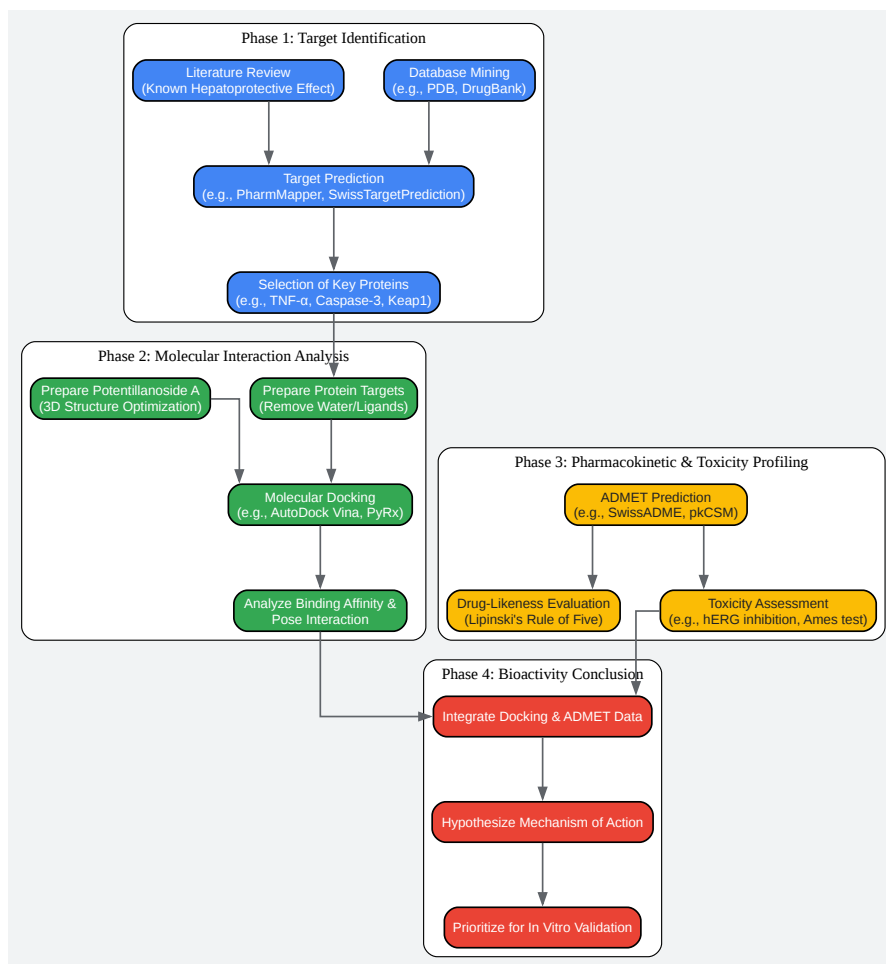 Phase 1: Target Identification
Literature Review
(Known Hepatoprotective Effect)
Database Mining
(e.g., PDB, DrugBank)
Target Prediction
(e.g., PharmMapper, SwissTargetPrediction)
Selection of Key Proteins
(e.g., TNF-α, Caspase-3, Keap1)
Phase 2: Molecular Interaction Analysis
Prepare Potentillanoside A
(3D Structure Optimization)
Prepare Protein Targets
(Remove Water/Ligands)
Molecular Docking
(e.g., AutoDock Vina, PyRx)
Analyze Binding Affinity &
Pose Interaction
Phase 3: Pharmacokinetic & Toxicity Profiling
ADMET Prediction
(e.g., SwissADME, pkCSM)
Drug-Likeness Evaluation
(Lipinski's Rule of Five)
Toxicity Assessment
(e.g., hERG inhibition, Ames test)
Phase 4: Bioactivity Conclusion
Integrate Docking & ADMET Data
Hypothesize Mechanism of Action
Prioritize for In Vitro Validation